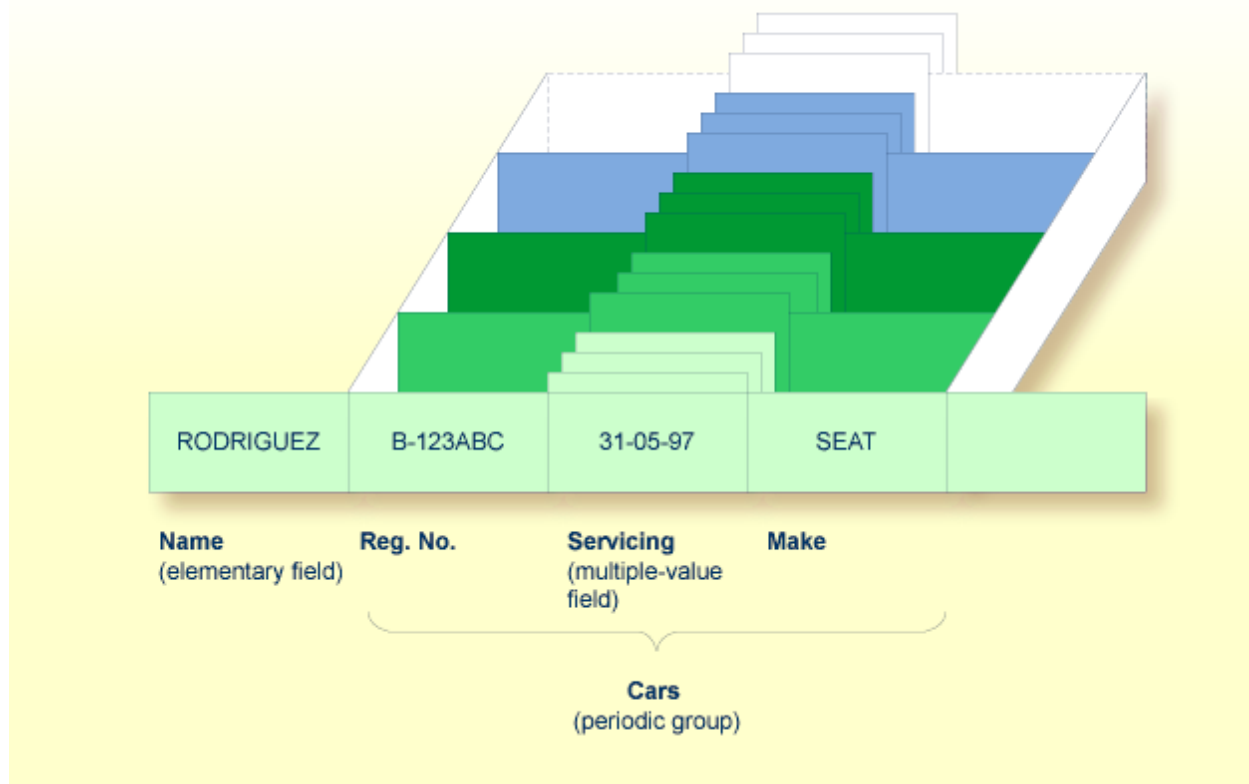 RODRIGUEZ B-123ABC 31-05-97 SEAT
Name Reg. No. Servicing Make
(elementary field) (multiple-value
field)
Cars
(periodic group)